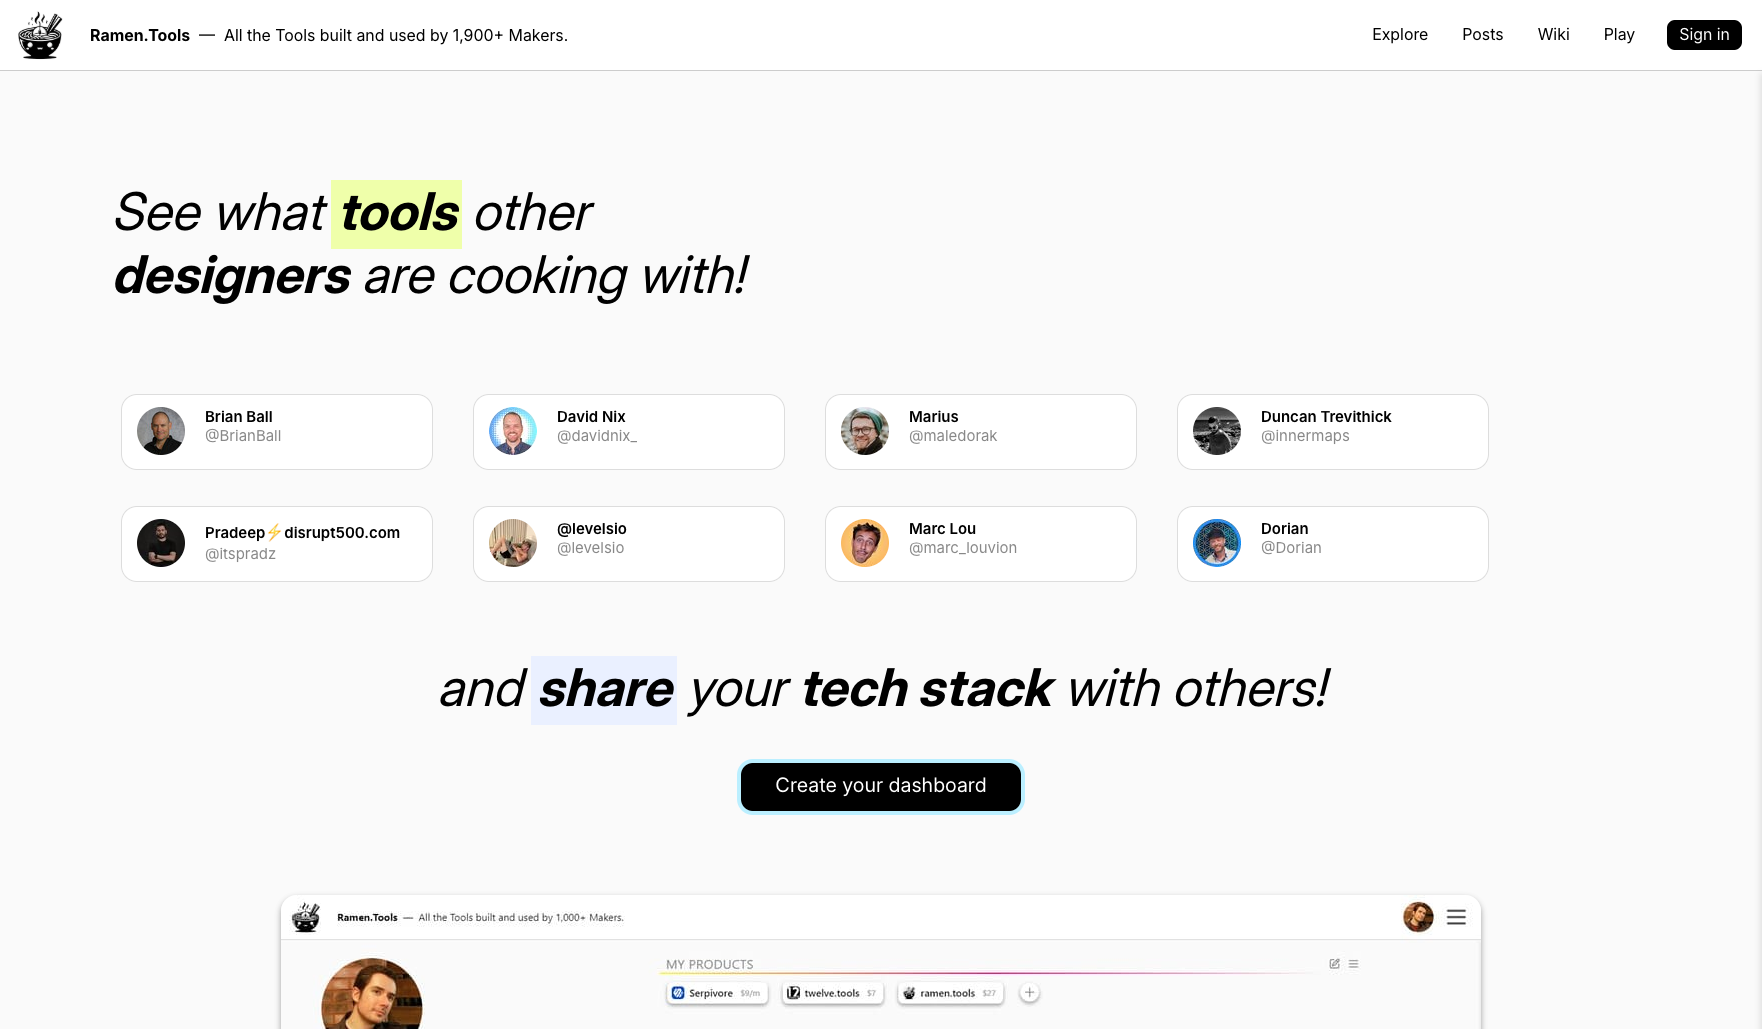 Ramen.Tools — All the Tools built and used by 1,900+ Makers.
Explore Posts Wiki Play Sign in
See what tools other
designers are cooking with!
Brian Ball
@BrianBall
David Nix
@davidnix_
Marius
@maledorak
Duncan Trevithick
@innermaps
Pradeep⚡disrupt500.com
@itspradz
@levelsio
@levelsio
Marc Lou
@marc_louvion
Dorian
@Dorian
and share your tech stack with others!
Create your dashboard
Ramen.Tools — All the Tools built and used by 1,000+ Makers.
MY PRODUCTS
Serpivore $9/m twelve.tools $7 ramen.tools $27